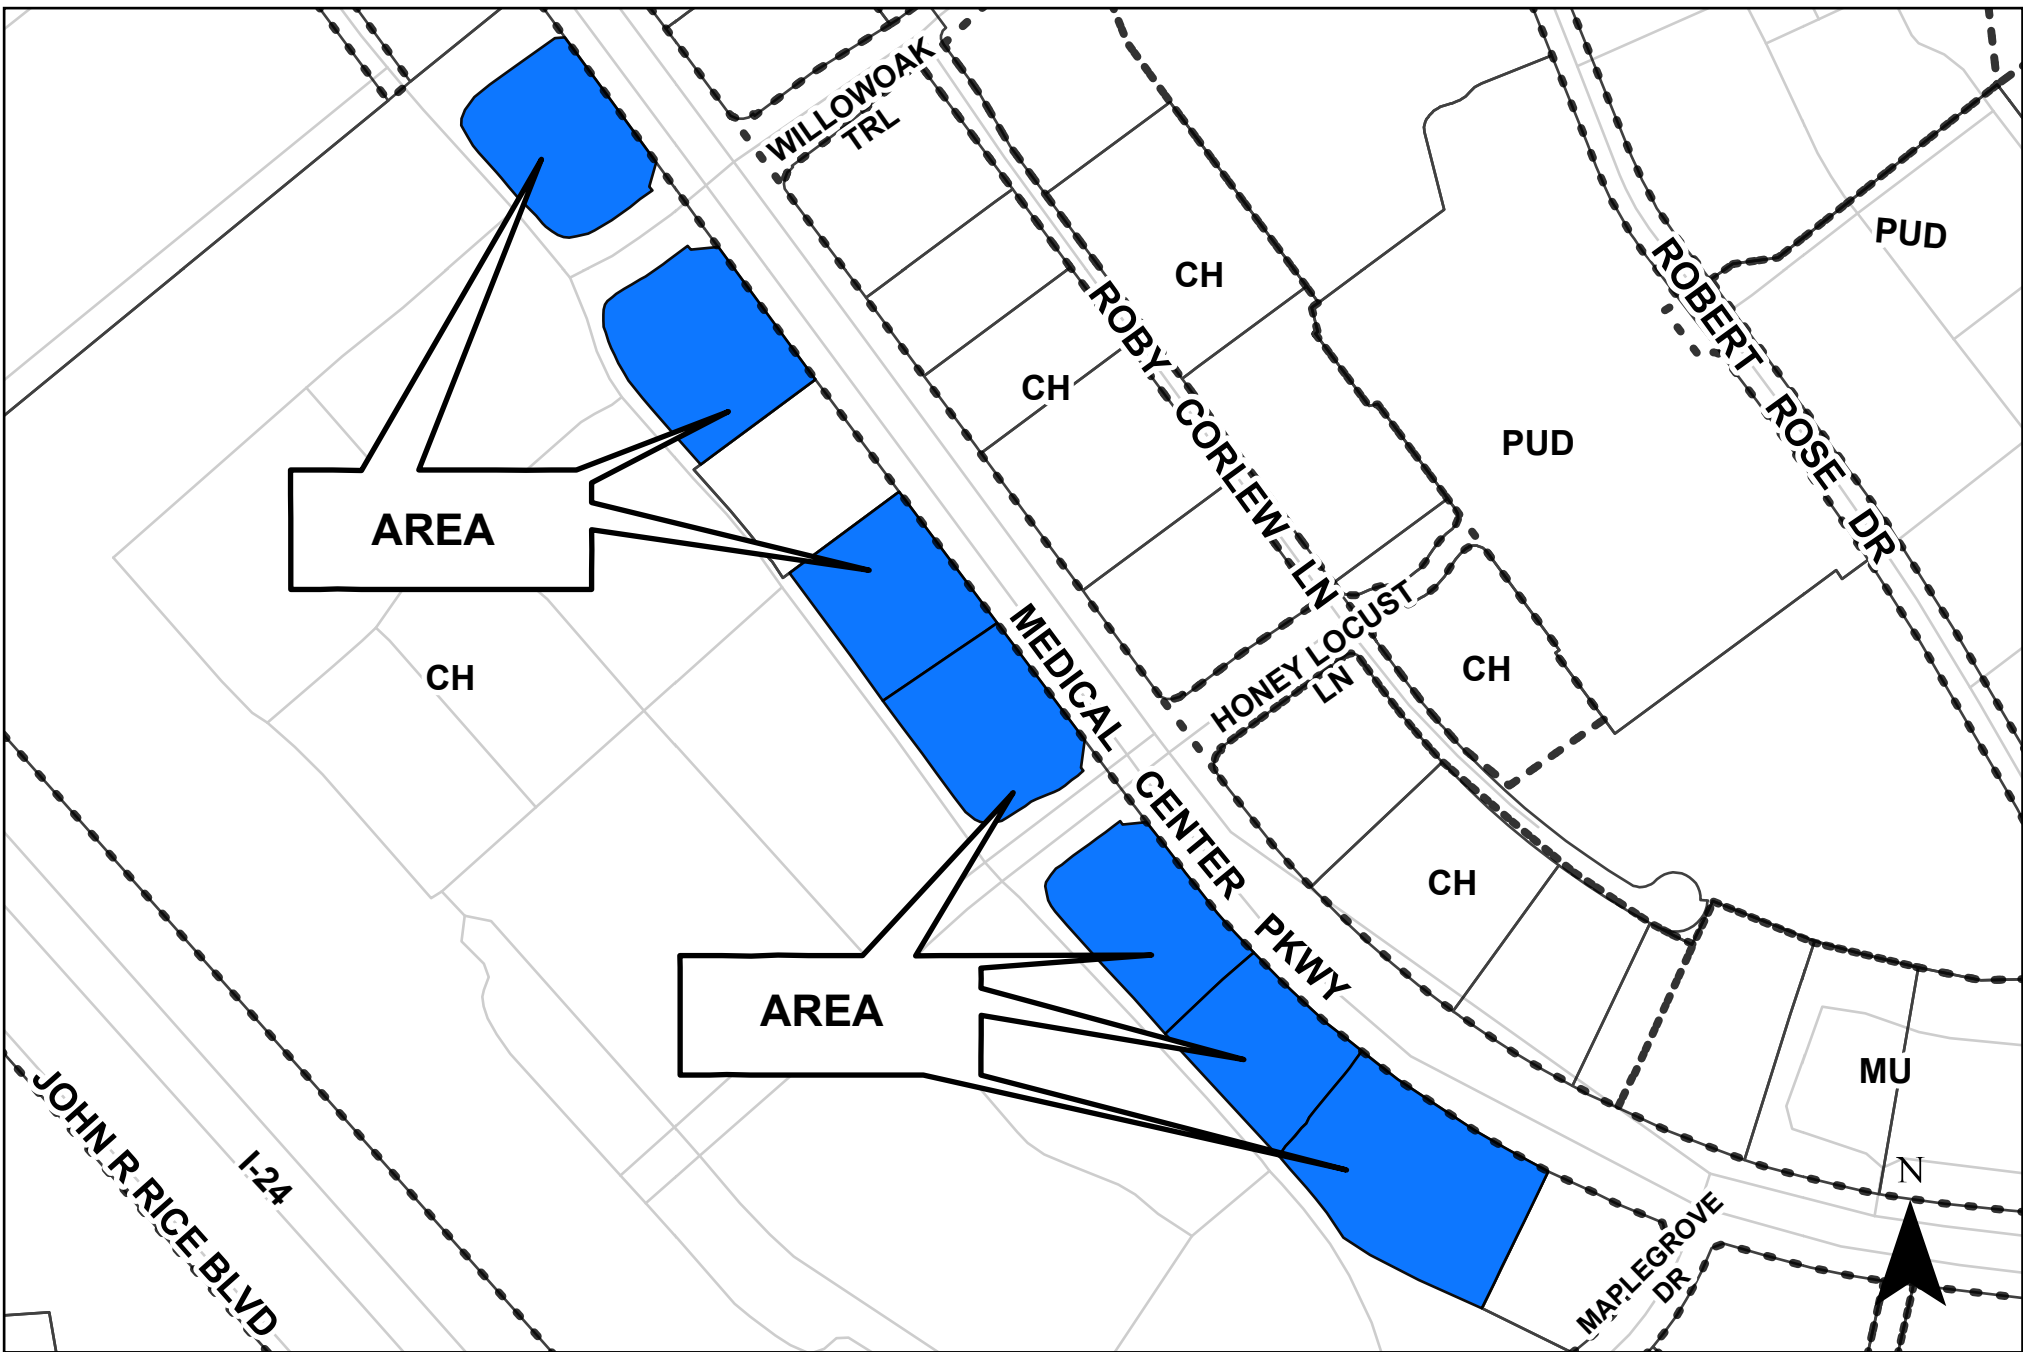 WILLOWOAK
TRL
PUD
CH
ROBERT ROSE DR
CH
ROBY CORLEW LN
PUD
AREA
HONEY LOCUST
LN
CH
CH
MEDICAL CENTER PKWY
CH
AREA
MU
JOHN R RICE BLVD
I-24
N
MAPLEGROVE
DR